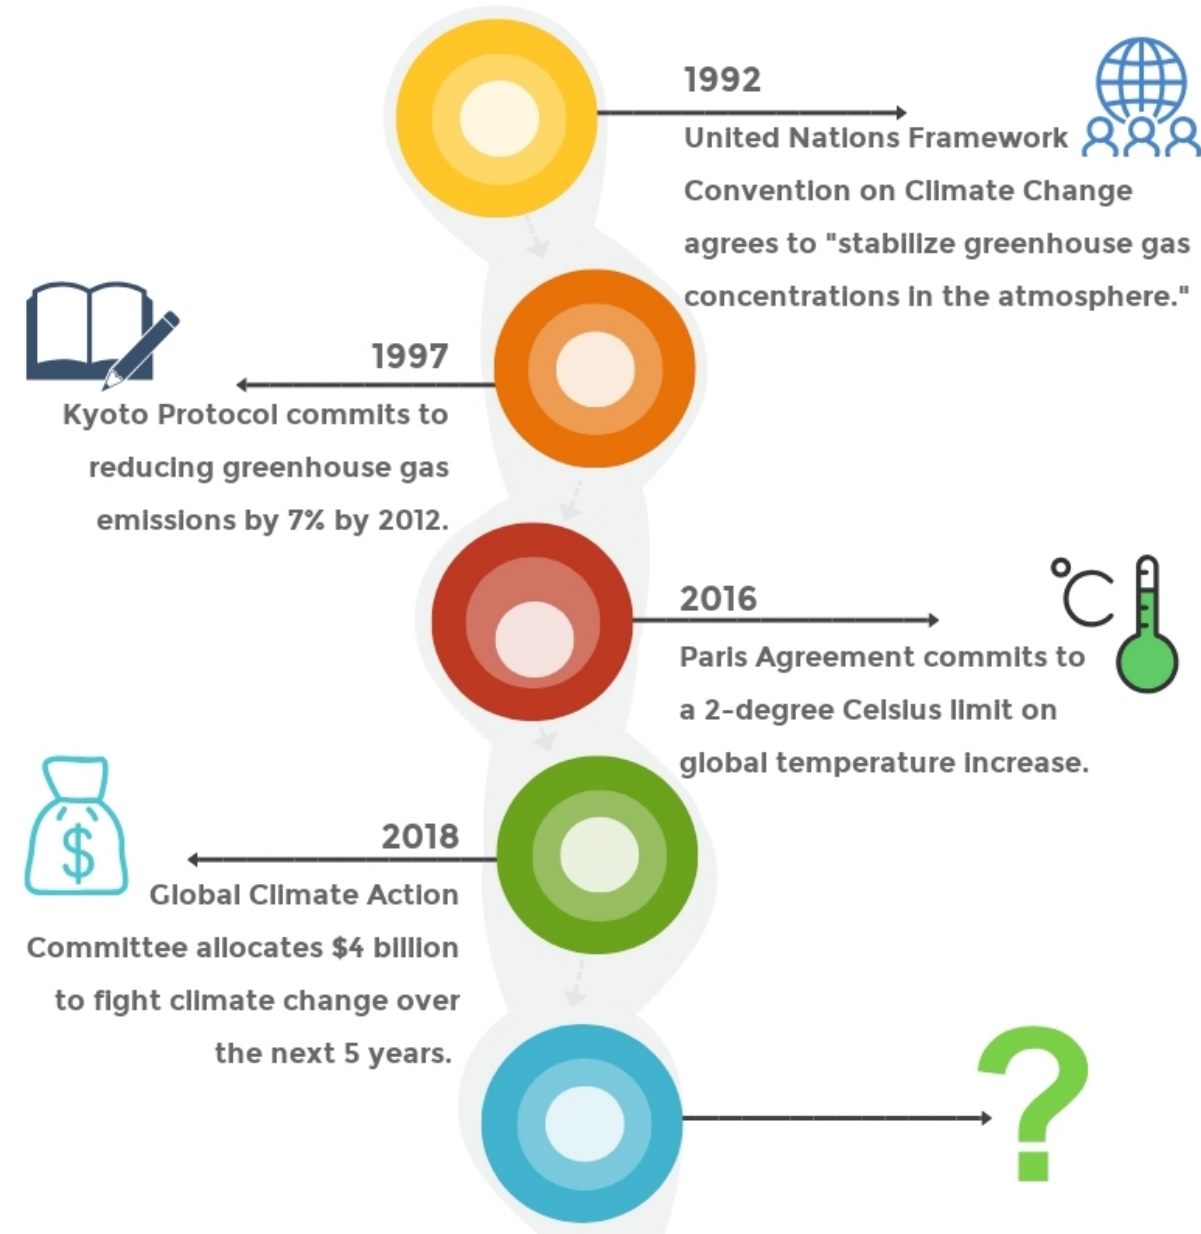 1992
United Nations Framework
Convention on Climate Change
agrees to "stabilize greenhouse gas
concentrations in the atmosphere."
1997
Kyoto Protocol commits to
reducing greenhouse gas
emissions by 7% by 2012.
2016
°C
Paris Agreement commits to
a 2-degree Celsius limit on
global temperature increase.
$
2018
Global Climate Action
Committee allocates $4 billion
to fight climate change over
the next 5 years.
?